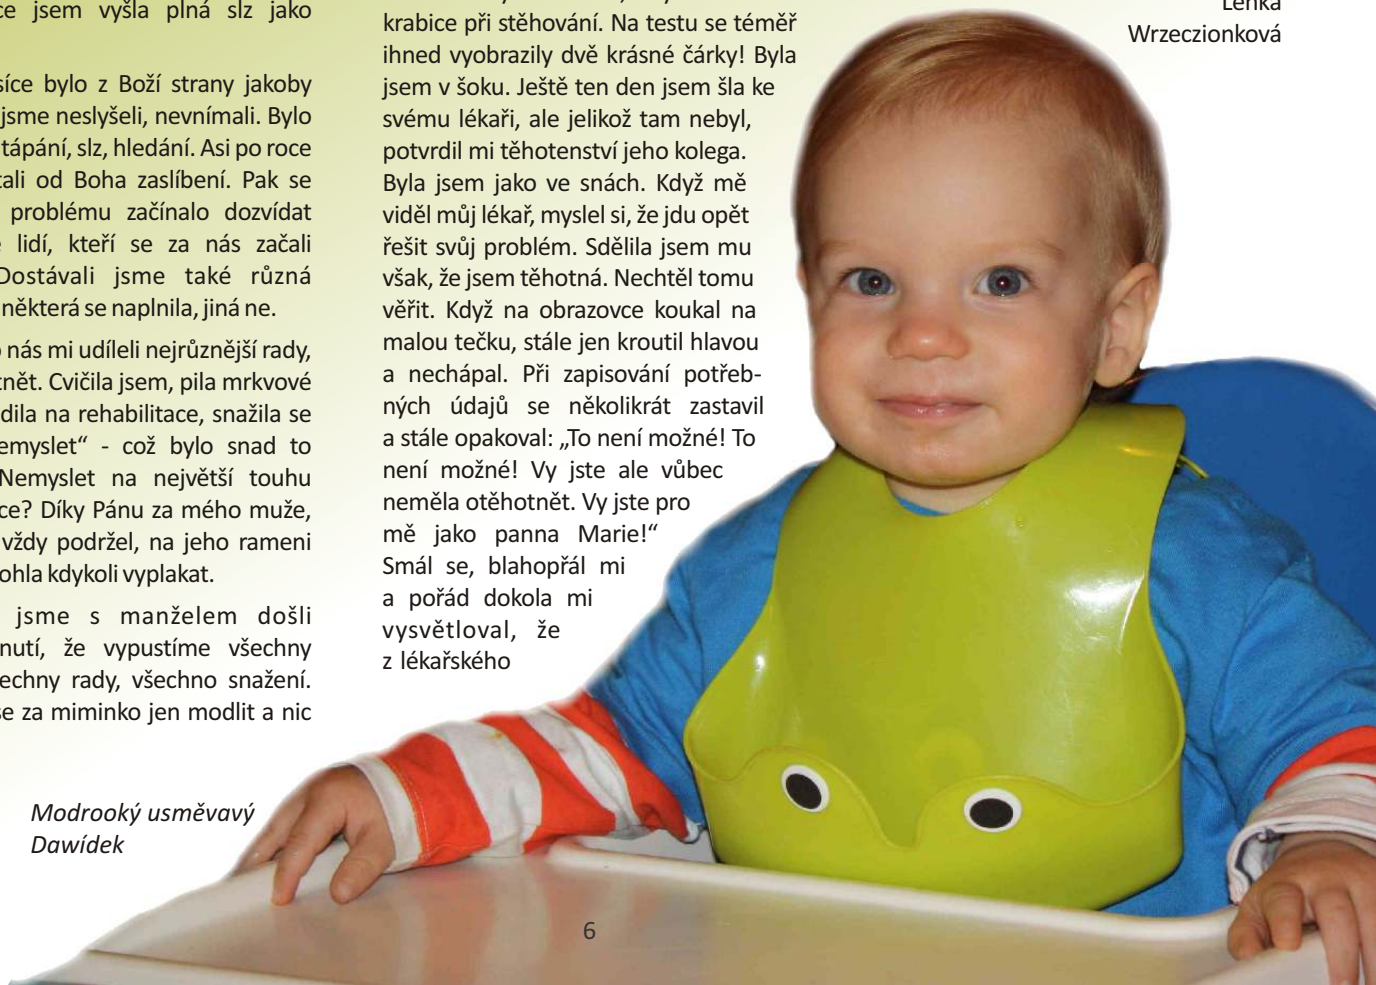 ce jsem vyšla plná slz jako
síce bylo z Boží strany jakoby
jsme neslyšeli, nevnímali. Bylo
tápání, slz, hledání. Asi po roce
tali od Boha zaslíbení. Pak se
problému začínalo dozvídat
lidí, kteří se za nás začali
Dostávali jsme také různá
některá se naplnila, jiná ne.
o nás mi udíleli nejrůznější rady,
tnět. Cvičila jsem, pila mrkvové
dila na rehabilitace, snažila se
emyslet“ - což bylo snad to
Nemyslet na největší touhu
ce? Díky Pánu za mého muže,
vždy podržel, na jeho rameni
ohla kdykoli vyplakat.
jsme s manželem došli
nutí, že vypustíme všechny
echny rady, všechno snažení.
se za miminko jen modlit a nic
krabice při stěhování. Na testu se téměř
ihned vyobrazily dvě krásné čárky! Byla
jsem v šoku. Ještě ten den jsem šla ke
svému lékaři, ale jelikož tam nebyl,
potvrdil mi těhotenství jeho kolega.
Byla jsem jako ve snách. Když mě
viděl můj lékař, myslel si, že jdu opět
řešit svůj problém. Sdělila jsem mu
však, že jsem těhotná. Nechtěl tomu
věřit. Když na obrazovce koukal na
malou tečku, stále jen kroutil hlavou
a nechápal. Při zapisování potřeb-
ných údajů se několikrát zastavil
a stále opakoval: „To není možné! To
není možné! Vy jste ale vůbec
neměla otěhotnět. Vy jste pro
mě jako panna Marie!“
Smál se, blahopřál mi
a pořád dokola mi
vysvětloval, že
z lékařského
Lenka
Wrzeczionková
Modrooký usměvavý
Dawídek
6